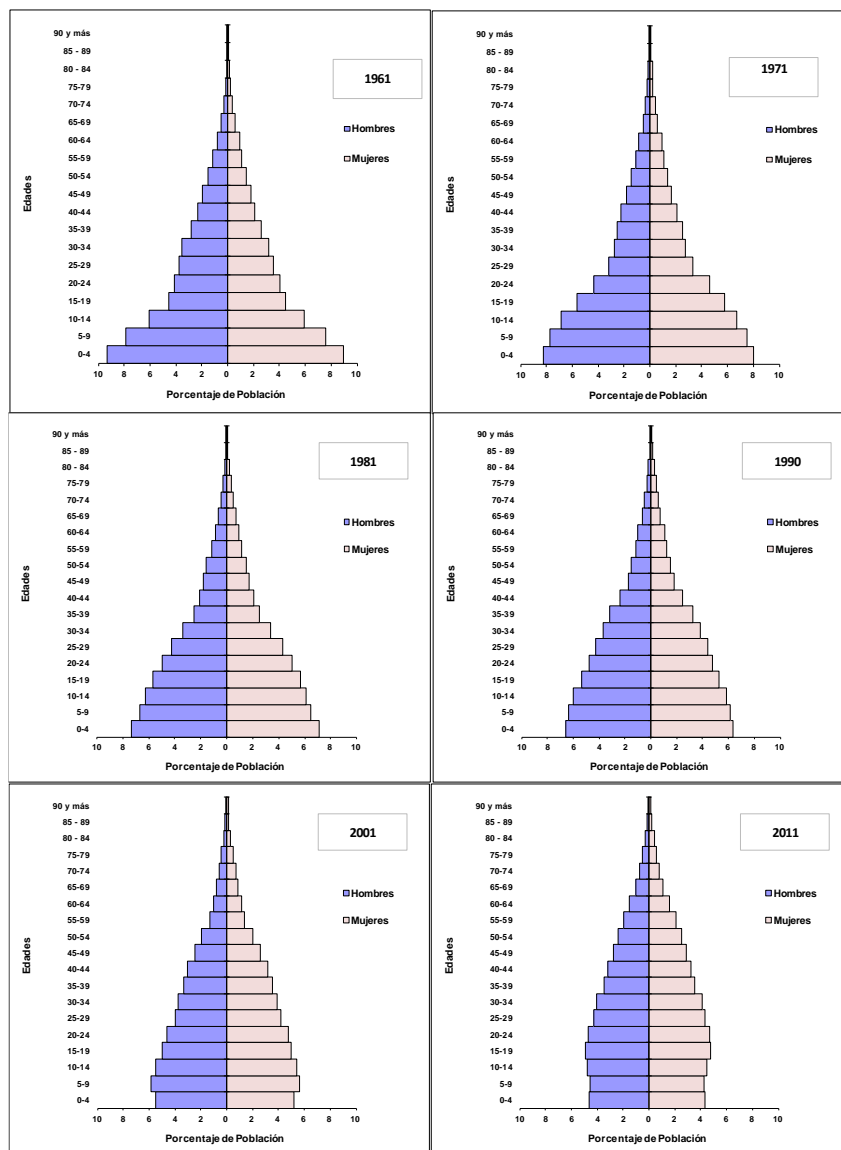 1961
Edades
90 y más
85 - 89
80 - 84
75-79
70-74
65-69
60-64
55-59
50-54
45-49
40-44
35-39
30-34
25-29
20-24
15-19
10-14
5-9
0-4
Hombres
Mujeres
10 8 6 4 2 0 2 4 6 8 10
Porcentaje de Población
1971
Edades
90 y más
85 - 89
80 - 84
75-79
70-74
65-69
60-64
55-59
50-54
45-49
40-44
35-39
30-34
25-29
20-24
15-19
10-14
5-9
0-4
Hombres
Mujeres
10 8 6 4 2 0 2 4 6 8 10
Porcentaje de Población
1981
Edades
90 y más
85 - 89
80 - 84
75-79
70-74
65-69
60-64
55-59
50-54
45-49
40-44
35-39
30-34
25-29
20-24
15-19
10-14
5-9
0-4
Hombres
Mujeres
10 8 6 4 2 0 2 4 6 8 10
Porcentaje de Población
1990
Edades
90 y más
85 - 89
80 - 84
75-79
70-74
65-69
60-64
55-59
50-54
45-49
40-44
35-39
30-34
25-29
20-24
15-19
10-14
5-9
0-4
Hombres
Mujeres
10 8 6 4 2 0 2 4 6 8 10
Porcentaje de Población
2001
Edades
90 y más
85 - 89
80 - 84
75-79
70-74
65-69
60-64
55-59
50-54
45-49
40-44
35-39
30-34
25-29
20-24
15-19
10-14
5-9
0-4
Hombres
Mujeres
10 8 6 4 2 0 2 4 6 8 10
Porcentaje de Población
2011
Edades
90 y más
85 - 89
80 - 84
75-79
70-74
65-69
60-64
55-59
50-54
45-49
40-44
35-39
30-34
25-29
20-24
15-19
10-14
5-9
0-4
Hombres
Mujeres
10 8 6 4 2 0 2 4 6 8 10
Porcentaje de Población